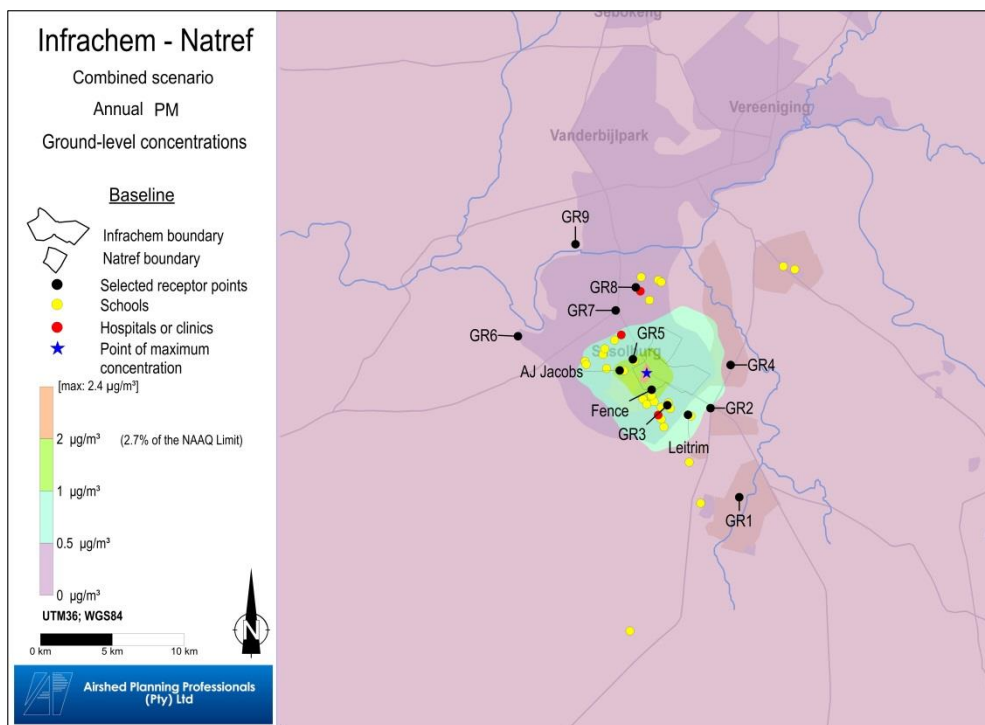 Infrachem - Natref
Combined scenario
Annual PM
Ground-level concentrations
Baseline
Infrachem boundary
Natref boundary
Selected receptor points
Schools
Hospitals or clinics
Point of maximum
concentration
[max: 2.4 µg/m³]
2 µg/m³ (2.7% of the NAAQ Limit)
1 µg/m³
0.5 µg/m³
0 µg/m³
UTM36; WGS84
0 km 5 km 10 km
N
Airshed Planning Professionals
(Pty) Ltd
Sebokeng
Vereeniging
Vanderbijlpark
GR9
GR8
GR7
GR6
GR5
Sasolburg
GR4
AJ Jacobs
Fence
GR2
GR3
Leitrim
GR1